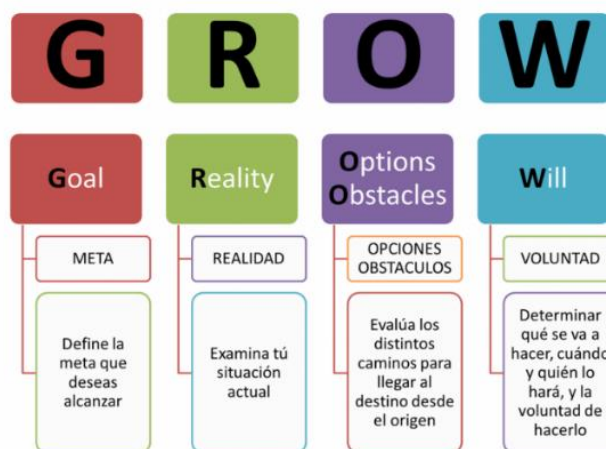 G R O W
Goal
Reality
Options
Obstacles
Will
META
REALIDAD
OPCIONES
OBSTACULOS
VOLUNTAD
Define la
meta que
deseas
alcanzar
Examina tú
situación
actual
Evalúa los
distintos
caminos para
llegar al
destino desde
el origen
Determinar
qué se va a
hacer, cuándo
y quién lo
hará, y la
voluntad de
hacerlo